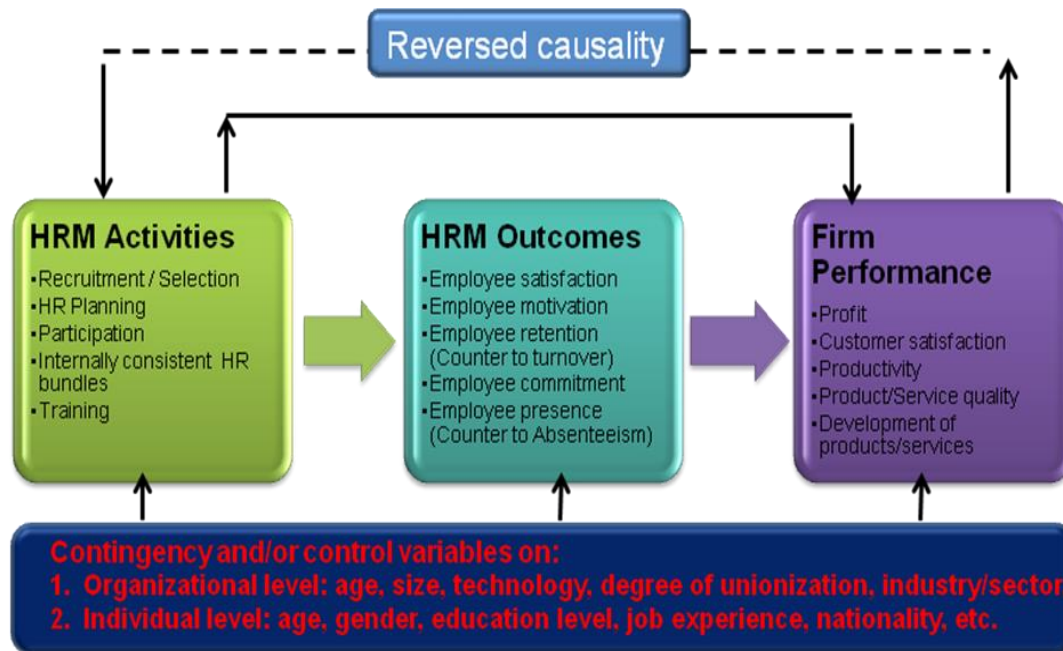 Reversed causality
HRM Activities
▪Recruitment / Selection
▪HR Planning
▪Participation
▪Internally consistent HR
bundles
▪Training
HRM Outcomes
▪Employee satisfaction
▪Employee motivation
▪Employee retention
(Counter to turnover)
▪Employee commitment
▪Employee presence
(Counter to Absenteeism)
Firm
Performance
▪Profit
▪Customer satisfaction
▪Productivity
▪Product/Service quality
▪Development of
products/services
Contingency and/or control variables on:
1. Organizational level: age, size, technology, degree of unionization, industry/sector
2. Individual level: age, gender, education level, job experience, nationality, etc.